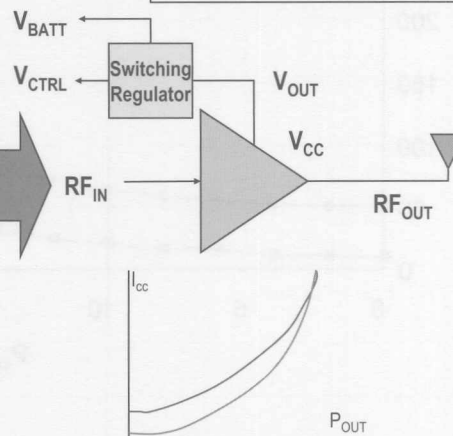 V_BATT
V_CTRL
Switching
Regulator
V_OUT
V_CC
RF_IN
RF_OUT
I_cc
P_OUT